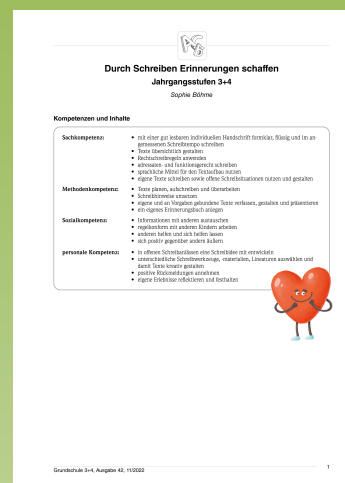 Durch Schreiben Erinnerungen schaffen
Jahrgangsstufen 3+4
Sophie Böhme
Kompetenzen und Inhalte
Sachkompetenz:
• mit einer gut lesbaren individuellen Handschrift formklar, flüssig und im an-
gemessenen Schreibtempo schreiben
• Texte übersichtlich gestalten
• Rechtschreibregeln anwenden
• adressaten- und funktionsgerecht schreiben
• sprachliche Mittel für den Textaufbau nutzen
• eigene Texte schreiben sowie offene Schreibsituationen nutzen und gestalten
Methodenkompetenz:
• Texte planen, aufschreiben und überarbeiten
• Schreibhinweise umsetzen
• eigene und an Vorgaben gebundene Texte verfassen, gestalten und präsentieren
• ein eigenes Erinnerungsbuch anlegen
Sozialkompetenz:
• Informationen mit anderen austauschen
• regelkonform mit anderen Kindern arbeiten
• anderen helfen und sich helfen lassen
• sich positiv gegenüber andern äußern
personale Kompetenz:
• in offenen Schreibanlässen eine Schreibidee mit entwickeln
• unterschiedliche Schreibwerkzeuge, -materialien, Lineaturen auswählen und
damit Texte kreativ gestalten
• positive Rückmeldungen annehmen
• eigene Erlebnisse reflektieren und festhalten
Grundschule 3+4, Ausgabe 42, 11/2022
1